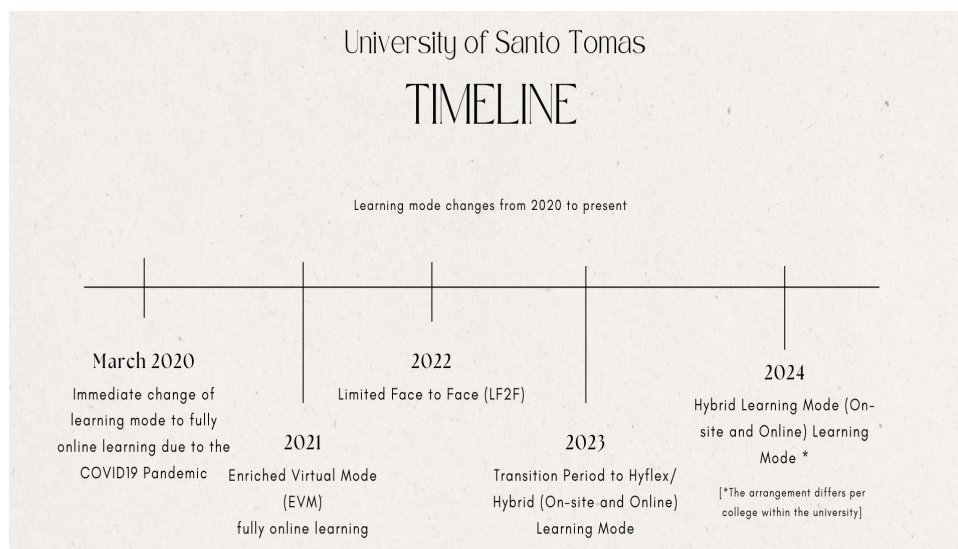 University of Santo Tomas
TIMELINE
Learning mode changes from 2020 to present
March 2020
Immediate change of
learning mode to fully
online learning due to the
COVID19 Pandemic
2021
Enriched Virtual Mode
(EVM)
fully online learning
2022
Limited Face to Face (LF2F)
2023
Transition Period to Hyflex/
Hybrid (On-site and Online)
Learning Mode
2024
Hybrid Learning Mode (On-
site and Online) Learning
Mode *
[*The arrangement differs per
college within the university]